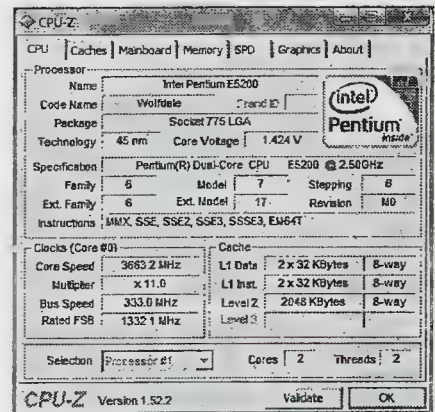 CPU-Z
CPU Caches Mainboard Memory SPD Graphics About
Processor
Name Intel Pentium E5200
Code Name Wolfdale Brand ID
Package Socket 775 LGA
Technology 45 nm Core Voltage 1.424 V
(intel) Pentium inside
Specification Pentium(R) Dual-Core CPU E5200 @ 2.50GHz
Family 6 Model 7 Stepping 6
Ext. Family 6 Ext. Model 17 Revision M0
Instructions MMX, SSE, SSE2, SSE3, SSSE3, EM64T
Clocks (Core #0)
Core Speed 3663.2 MHz
Multiplier x 11.0
Bus Speed 333.0 MHz
Rated FSB 1332.1 MHz
Cache
L1 Data 2 x 32 KBytes 8-way
L1 Inst. 2 x 32 KBytes 8-way
Level 2 2048 KBytes 8-way
Level 3
Selection Processor #1 Cores 2 Threads 2
CPU-Z Version 1.52.2 Validate OK